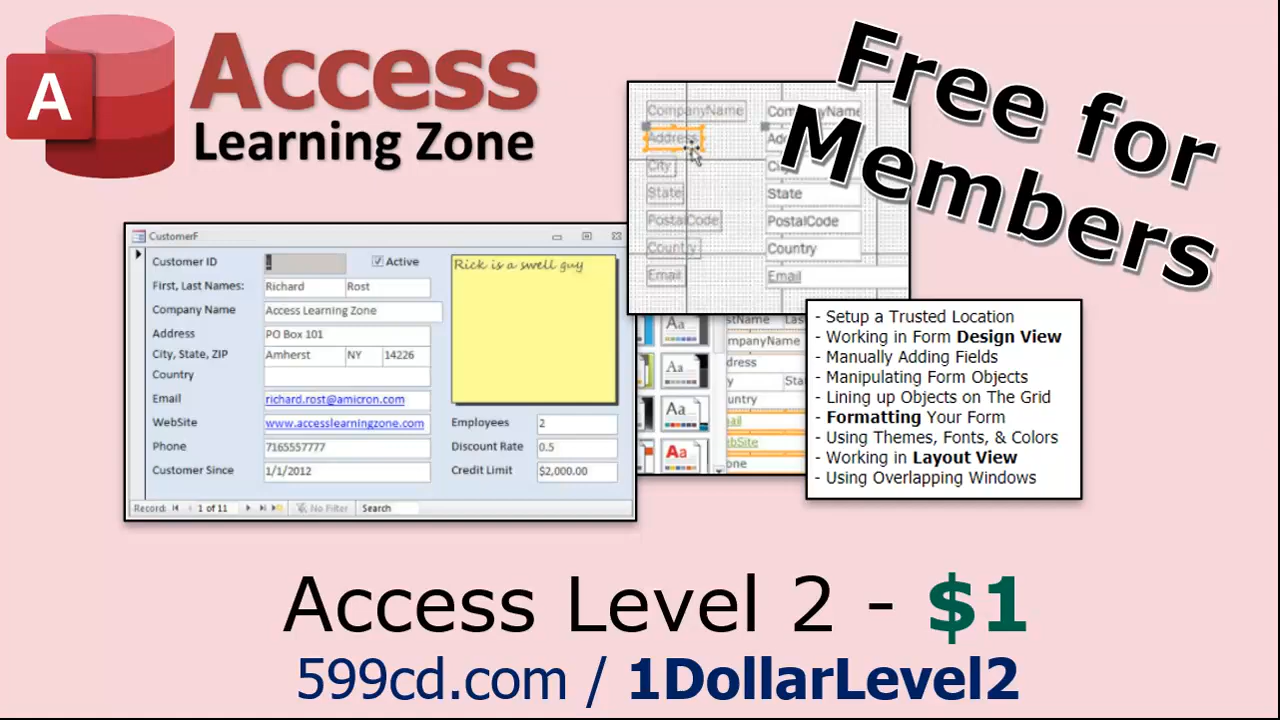 A
Access
Learning Zone
Free for
Members
CompanyName CompanyName
Address
City
State State
PostalCode PostalCode
Country Country
Email Email
CustomerF
Customer ID Active
First, Last Names: Richard Rost
Company Name Access Learning Zone
Address PO Box 101
City, State, ZIP Amherst NY 14226
Country
Email richard.rost@amicron.com
WebSite www.accesslearningzone.com
Phone 7165557777
Customer Since 1/1/2012
Rick is a swell guy
Employees 2
Discount Rate 0.5
Credit Limit $2,000.00
Record: 1 of 11 No Filter Search
Aa
Aa
Aa
Aa
- Setup a Trusted Location
- Working in Form Design View
- Manually Adding Fields
- Manipulating Form Objects
- Lining up Objects on The Grid
- Formatting Your Form
- Using Themes, Fonts, & Colors
- Working in Layout View
- Using Overlapping Windows
Access Level 2 - $1
599cd.com / 1DollarLevel2